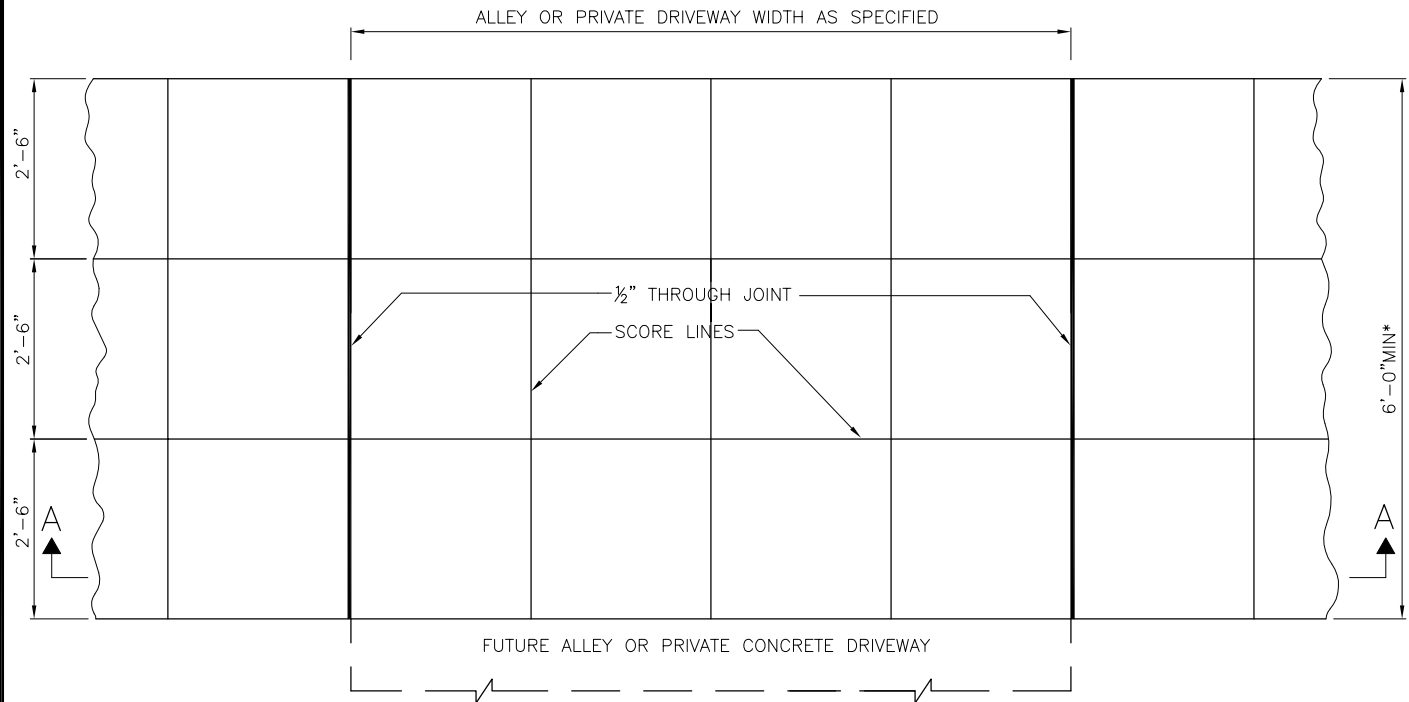 ALLEY OR PRIVATE DRIVEWAY WIDTH AS SPECIFIED
2'-6"
2'-6"
2'-6"
½" THROUGH JOINT
SCORE LINES
6'-0"MIN*
A
A
FUTURE ALLEY OR PRIVATE CONCRETE DRIVEWAY